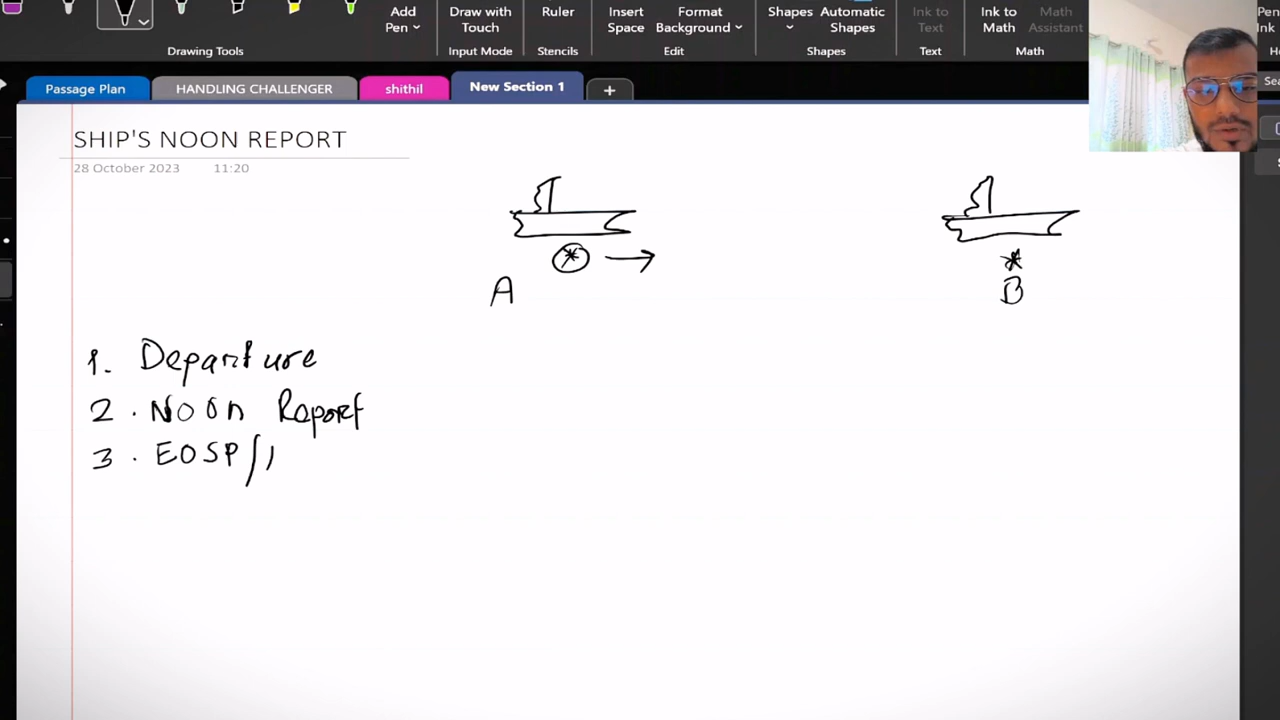 Add Pen
Draw with Touch
Ruler
Insert Space
Format Background
Shapes
Automatic Shapes
Ink to Text
Ink to Math
Math Assistant
Drawing Tools
Input Mode
Stencils
Edit
Shapes
Text
Math
Passage Plan
HANDLING CHALLENGER
shithil
New Section 1
+
SHIP'S NOON REPORT
28 October 2023 11:20
A
B
1. Departure
2. Noon Report
3. EOSP/